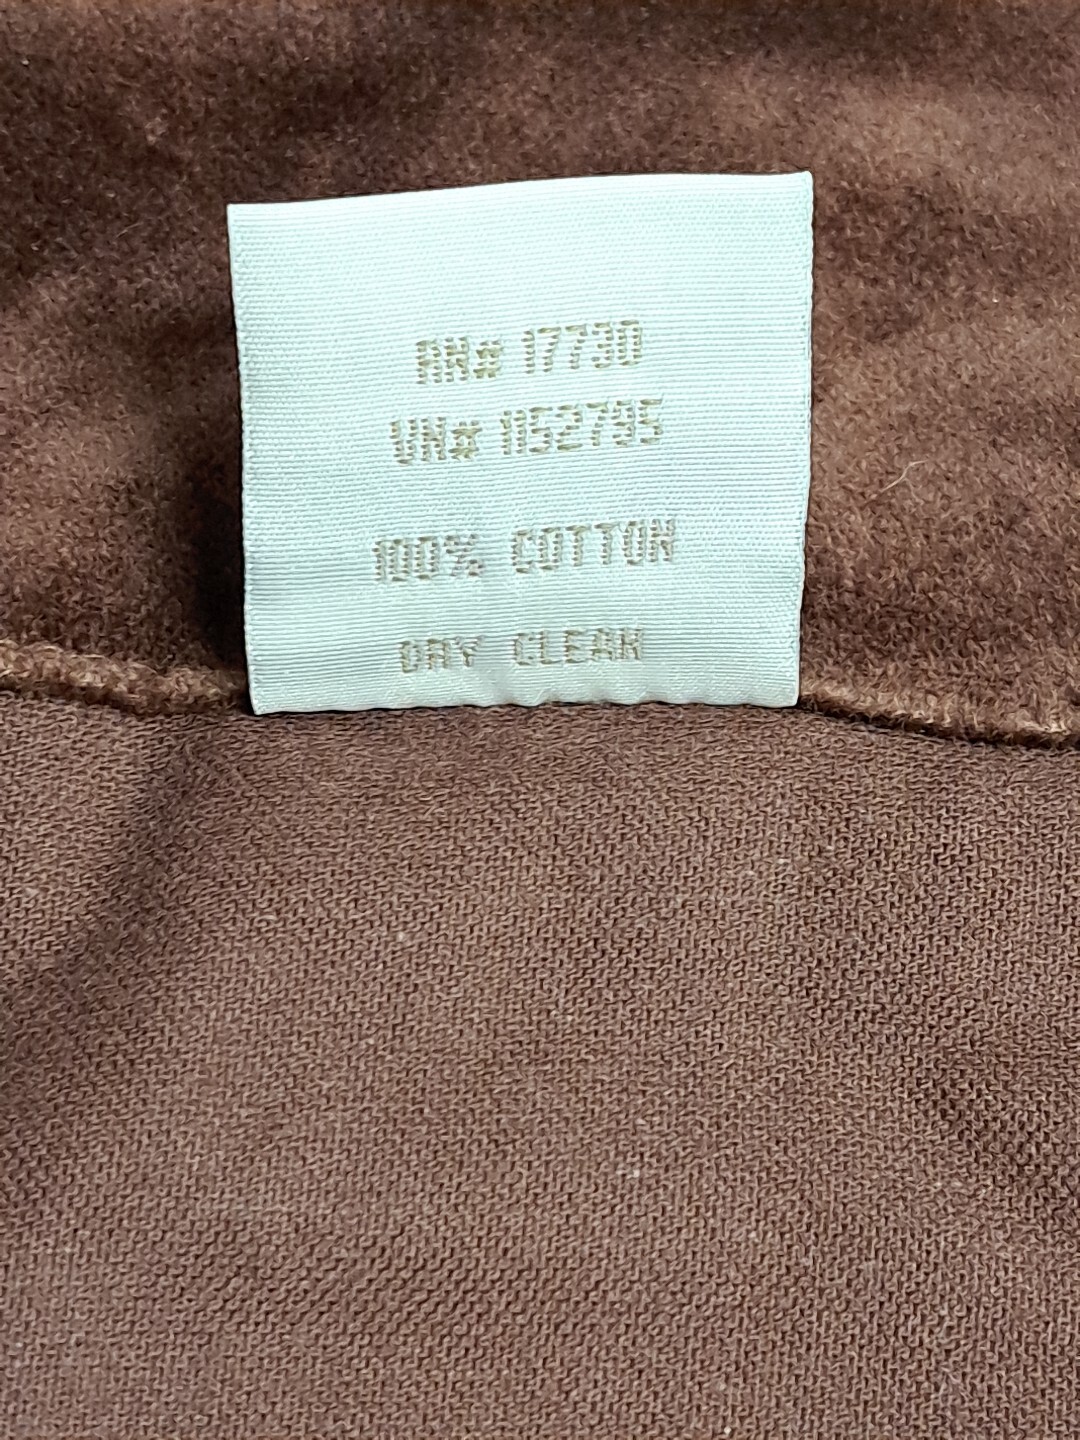 RN# 17730
VN# 1152795
100% COTTON
DRY CLEAN